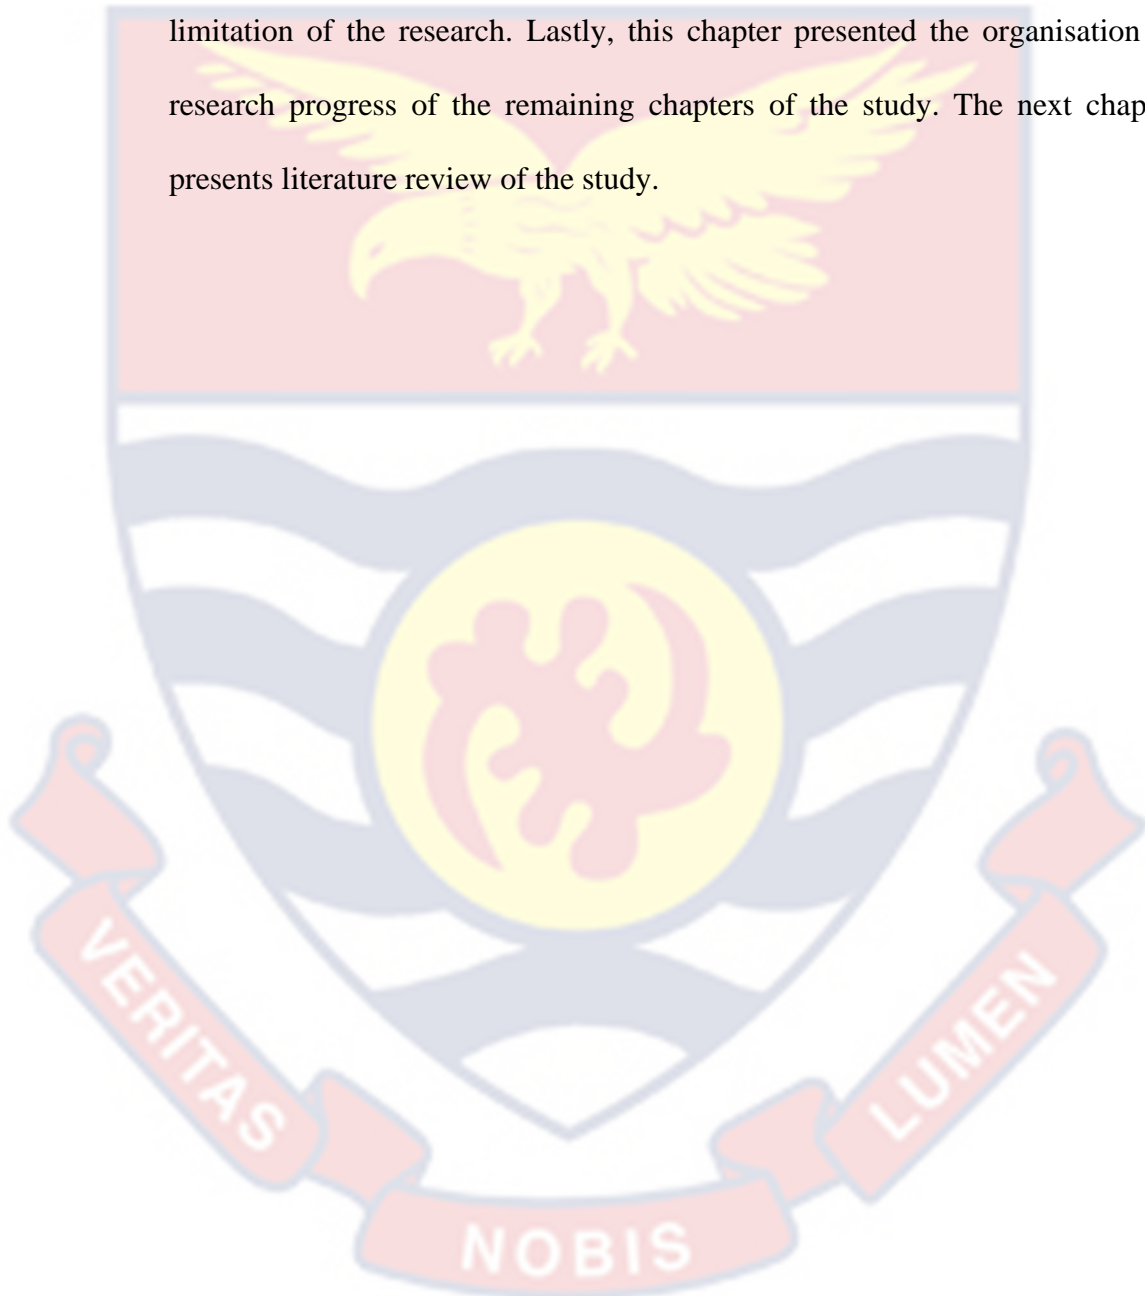 limitation of the research. Lastly, this chapter presented the organisation
research progress of the remaining chapters of the study. The next chap
presents literature review of the study.
VERITAS
NOBIS
LUMEN